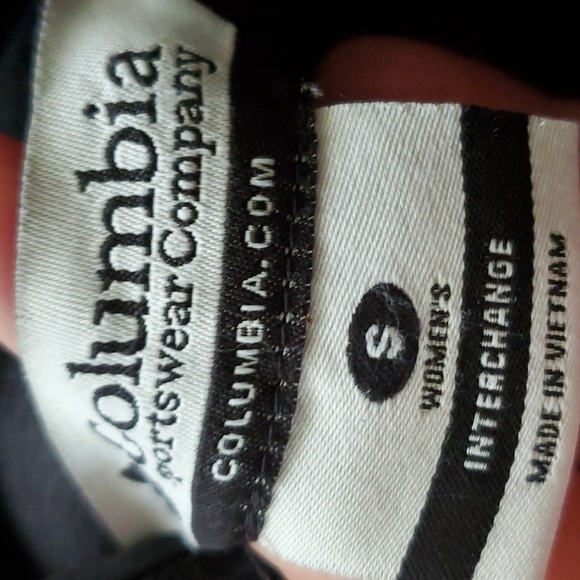 Columbia
Sportswear Company
COLUMBIA.COM
S
WOMEN'S
INTERCHANGE
MADE IN VIETNAM